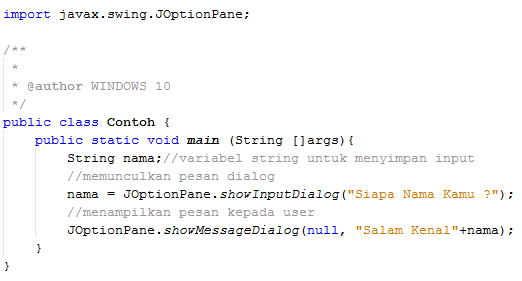 import javax.swing.JOptionPane;
/**
 *
 * @author WINDOWS 10
 */
public class Contoh {
    public static void main (String []args){
        String nama;//variabel string untuk menyimpan input
        //memunculkan pesan dialog
        nama = JOptionPane.showInputDialog("Siapa Nama Kamu ?");
        //menampilkan pesan kepada user
        JOptionPane.showMessageDialog(null, "Salam Kenal"+nama);
    }
}